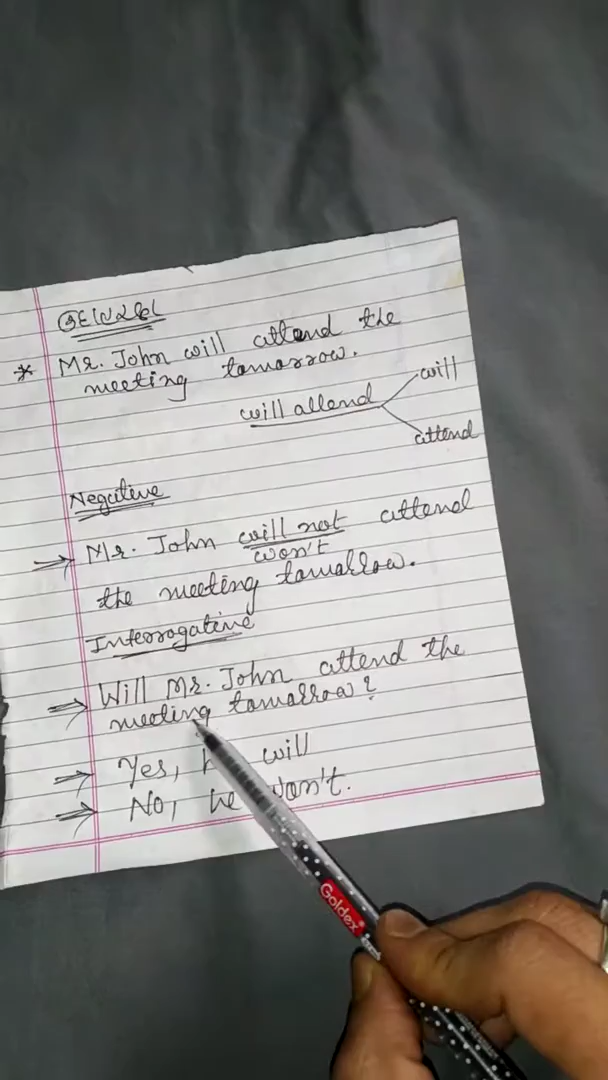 * Mr. John will attend the
meeting tomorrow.
will attend
will
attend
Negative
⇒ Mr. John will not attend
won't
the meeting tomorrow.
Interrogative
⇒ Will Mr. John attend the
meeting tomorrow?
⇒ Yes, will
⇒ No, he won't.
Goldex